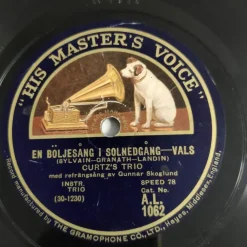 "HIS MASTER'S VOICE"
EN BÖLJESÅNG I SOLNEDGÅNG—VALS
(SYLVAIN-GRANATH-LANDIN)
CURTZ'S TRIO
med refrängsång av Gunnar Skoglund
INSTR. SPEED 78
TRIO Cat. No.
(30-1230) A.L.
1062
Record manufactured by THE GRAMOPHONE CO., LTD., Hayes, Middlesex, England.